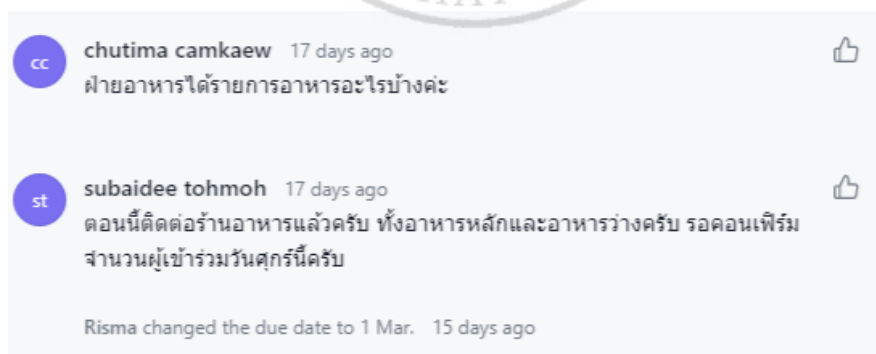 cc
chutima camkaew 17 days ago
ฝ่ายอาหารได้รายการอาหารอะไรบ้างค่ะ
st
subaidee tohmoh 17 days ago
ตอนนี้ติดต่อร้านอาหารแล้วครับ ทั้งอาหารหลักและอาหารว่างครับ รอคอนเฟิร์ม
จำนวนผู้เข้าร่วมวันศุกร์นี้ครับ
Risma changed the due date to 1 Mar. 15 days ago